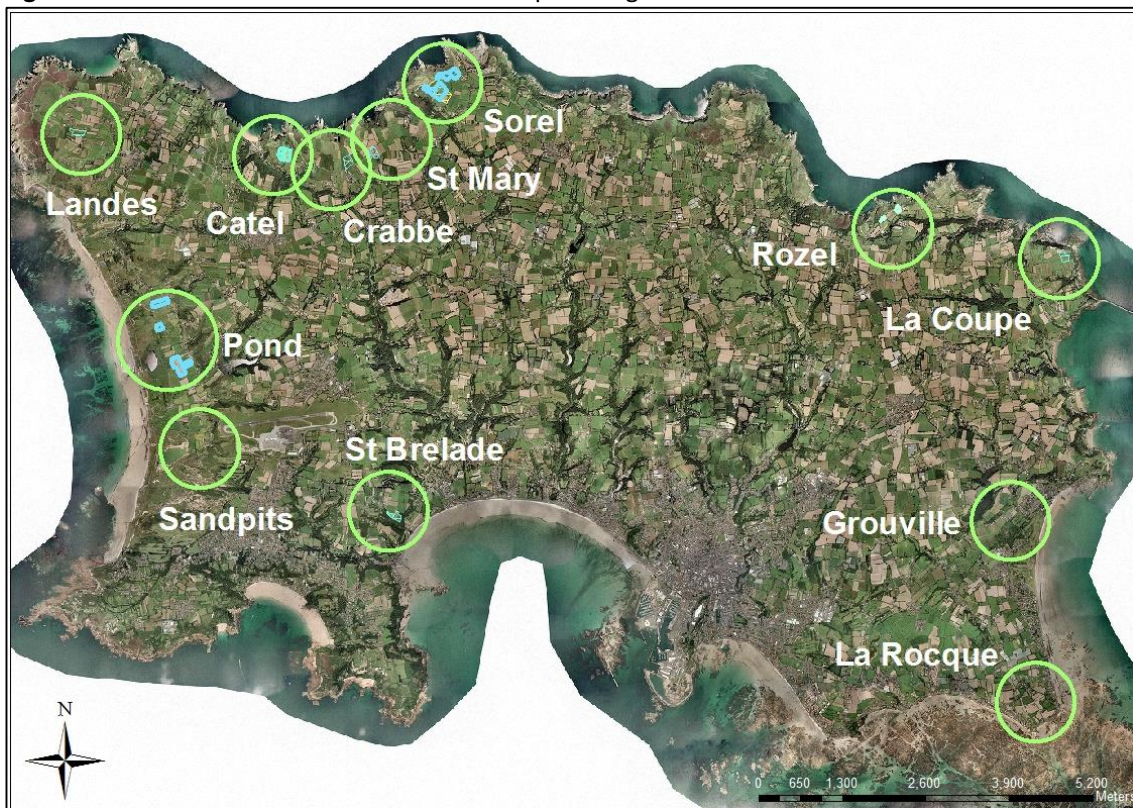 Sorel
St Mary
Landes
Catel
Crabbe
Rozel
La Coupe
Pond
St Brelade
Sandpits
Grouville
La Rocque
N
0 650 1,300 2,600 3,900 5,200
Meters